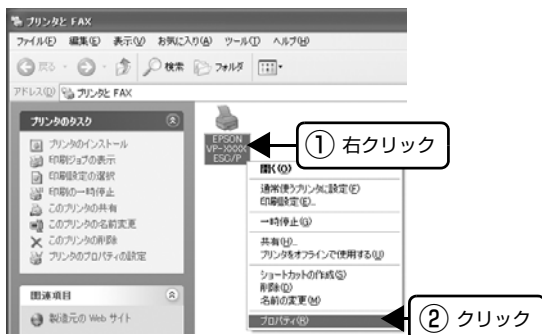 プリンタと FAX
ファイル(F) 編集(E) 表示(V) お気に入り(A) ツール(T) ヘルプ(H)
戻る 検索 フォルダ
アドレス(D) プリンタと FAX
プリンタのタスク
プリンタのインストール
印刷ジョブの表示
印刷設定の選択
印刷の一時停止
このプリンタの共有
このプリンタの名前変更
このプリンタの削除
プリンタのプロパティの設定
関連項目
製造元の Web サイト
EPSON
VP-XXXX
ESC/P
① 右クリック
開く(O)
通常使うプリンタに設定(F)
印刷設定(E)...
一時停止(G)
共有(H)...
プリンタをオフラインで使用する(U)
ショートカットの作成(S)
削除(D)
名前の変更(M)
プロパティ(R)
② クリック